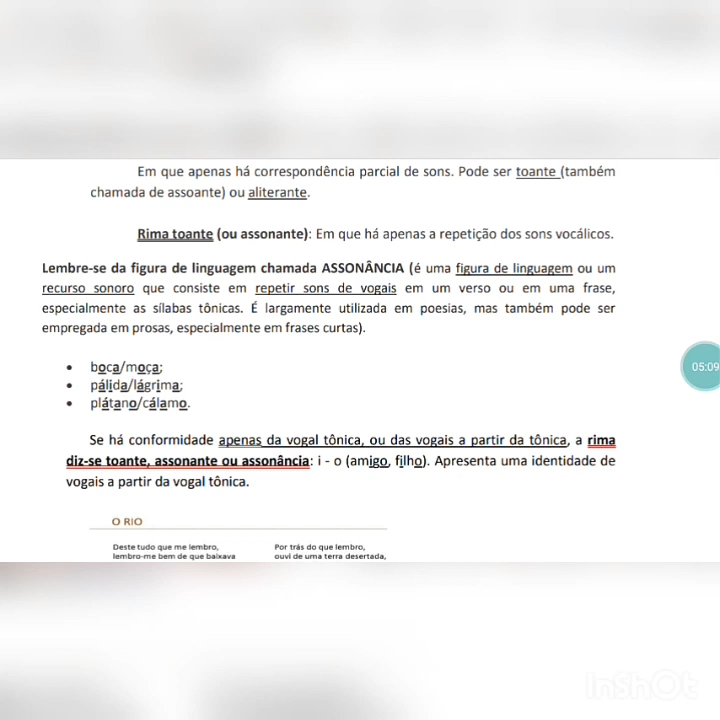 Em que apenas há correspondência parcial de sons. Pode ser toante (também
chamada de assoante) ou aliterante.
Rima toante (ou assonante): Em que há apenas a repetição dos sons vocálicos.
Lembre-se da figura de linguagem chamada ASSONÂNCIA (é uma figura de linguagem ou um
recurso sonoro que consiste em repetir sons de vogais em um verso ou em uma frase,
especialmente as sílabas tônicas. É largamente utilizada em poesias, mas também pode ser
empregada em prosas, especialmente em frases curtas).
• boca/moça;
• pálida/lágrima;
• plátano/cálamo.
05:09
Se há conformidade apenas da vogal tônica, ou das vogais a partir da tônica, a rima
diz-se toante, assonante ou assonância: i - o (amigo, filho). Apresenta uma identidade de
vogais a partir da vogal tônica.
O RIO
Deste tudo que me lembro,
lembro-me bem de que baixava
Por trás do que lembro,
ouvi de uma terra desertada,
InShOt